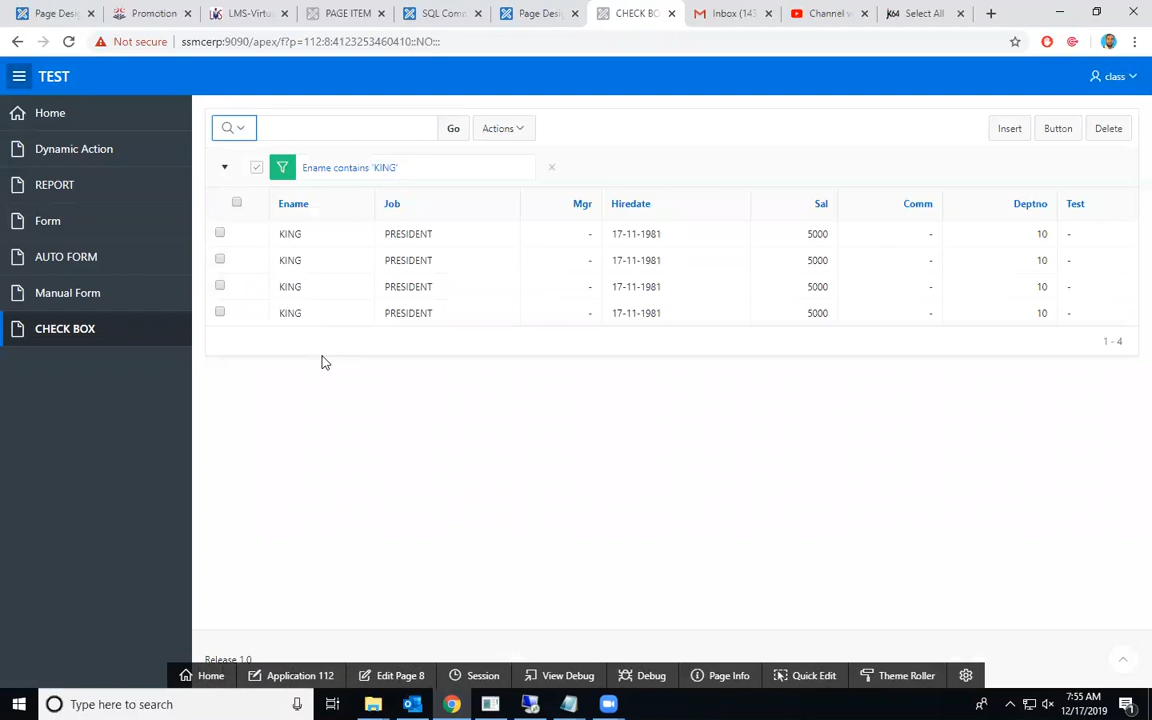 Page Desi
Promotion
LMS-Virtu
PAGE ITEM
SQL Com
Page Desi
CHECK BO
Inbox (143
Channel v
Select All
Not secure
ssmcerp:9090/apex/f?p=112:8:4123253460410::NO:::
TEST
class
Home
Dynamic Action
REPORT
Form
AUTO FORM
Manual Form
CHECK BOX
Go
Actions
Insert
Button
Delete
Ename contains 'KING'
Ename Job Mgr Hiredate Sal Comm Deptno Test
KING PRESIDENT - 17-11-1981 5000 - 10 -
KING PRESIDENT - 17-11-1981 5000 - 10 -
KING PRESIDENT - 17-11-1981 5000 - 10 -
KING PRESIDENT - 17-11-1981 5000 - 10 -
1 - 4
Release 1.0
Home
Application 112
Edit Page 8
Session
View Debug
Debug
Page Info
Quick Edit
Theme Roller
Type here to search
7:55 AM
12/17/2019